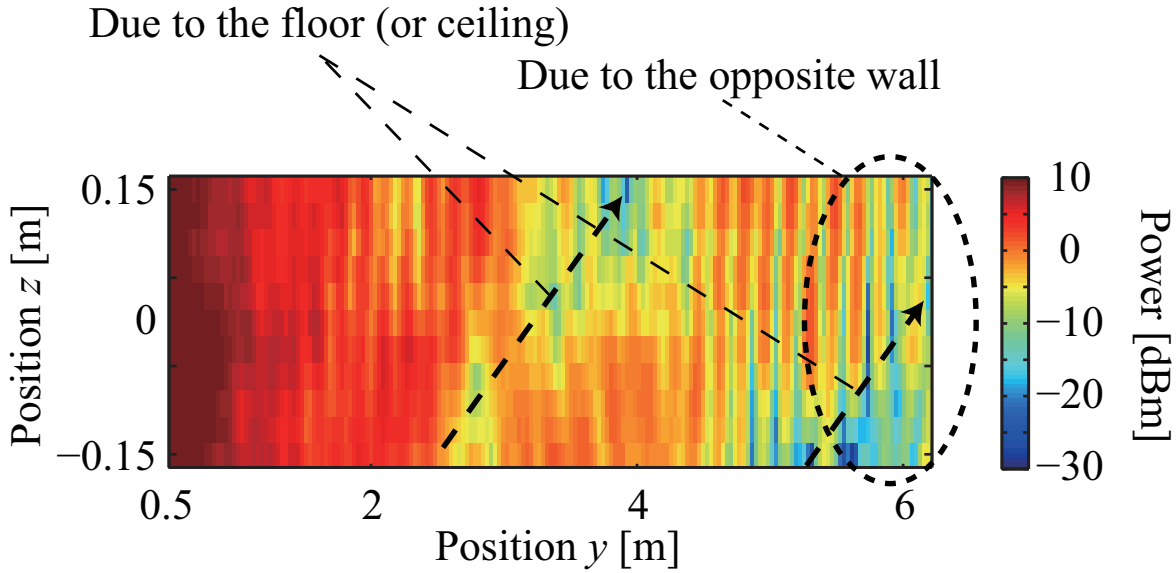 Due to the floor (or ceiling)
Due to the opposite wall
0.15
0
−0.15
Position z [m]
0.5
2
4
6
Position y [m]
10
0
−10
−20
−30
Power [dBm]